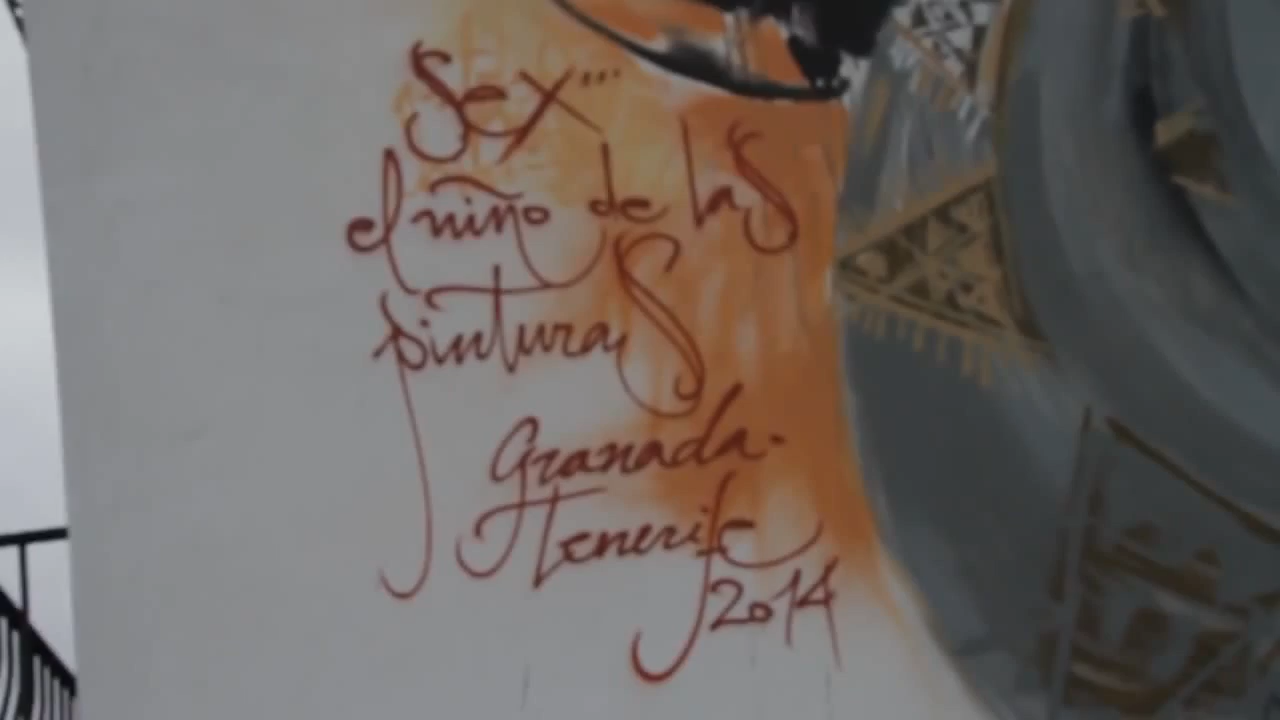 Sex...
el niño de las
pinturas
Granada-
Tenerife
2014